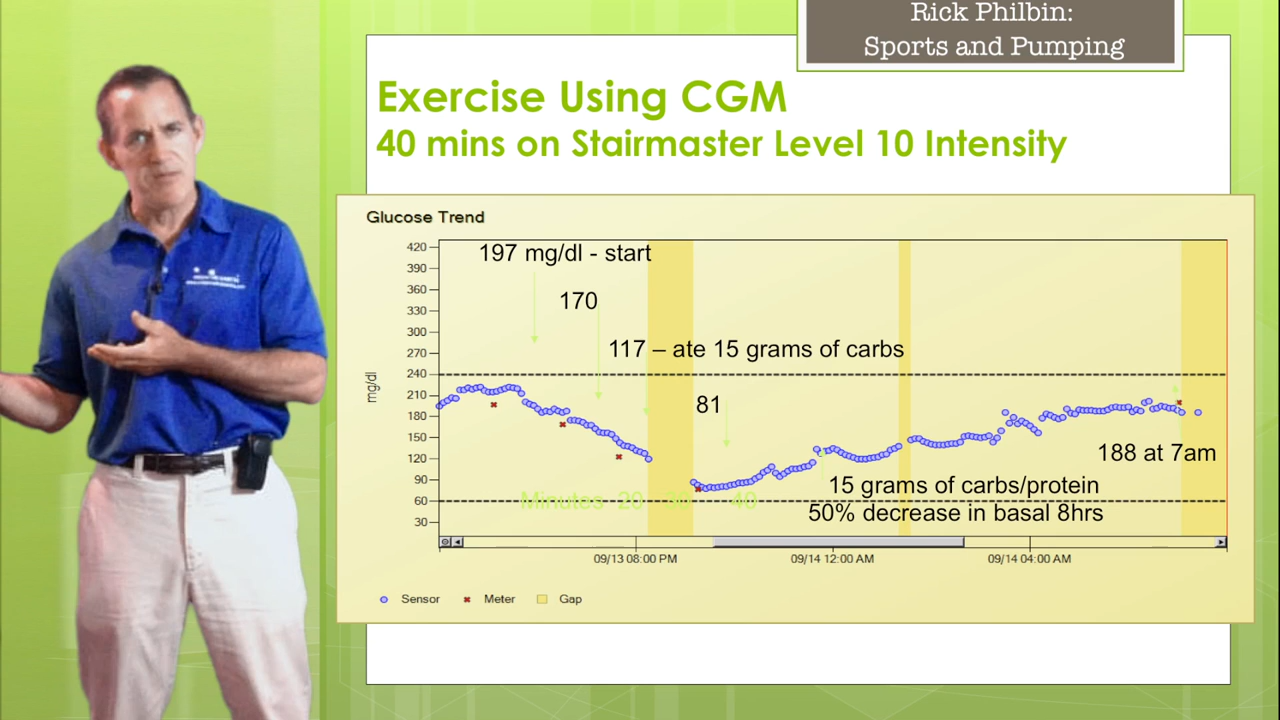 Rick Philbin:
Sports and Pumping
Exercise Using CGM
40 mins on Stairmaster Level 10 Intensity
Glucose Trend
197 mg/dl - start
170
117 – ate 15 grams of carbs
81
188 at 7am
15 grams of carbs/protein
50% decrease in basal 8hrs
Minutes 20 30 40
mg/dl
420
390
360
330
300
270
240
210
180
150
120
90
60
30
09/13 08:00 PM 09/14 12:00 AM 09/14 04:00 AM
Sensor Meter Gap